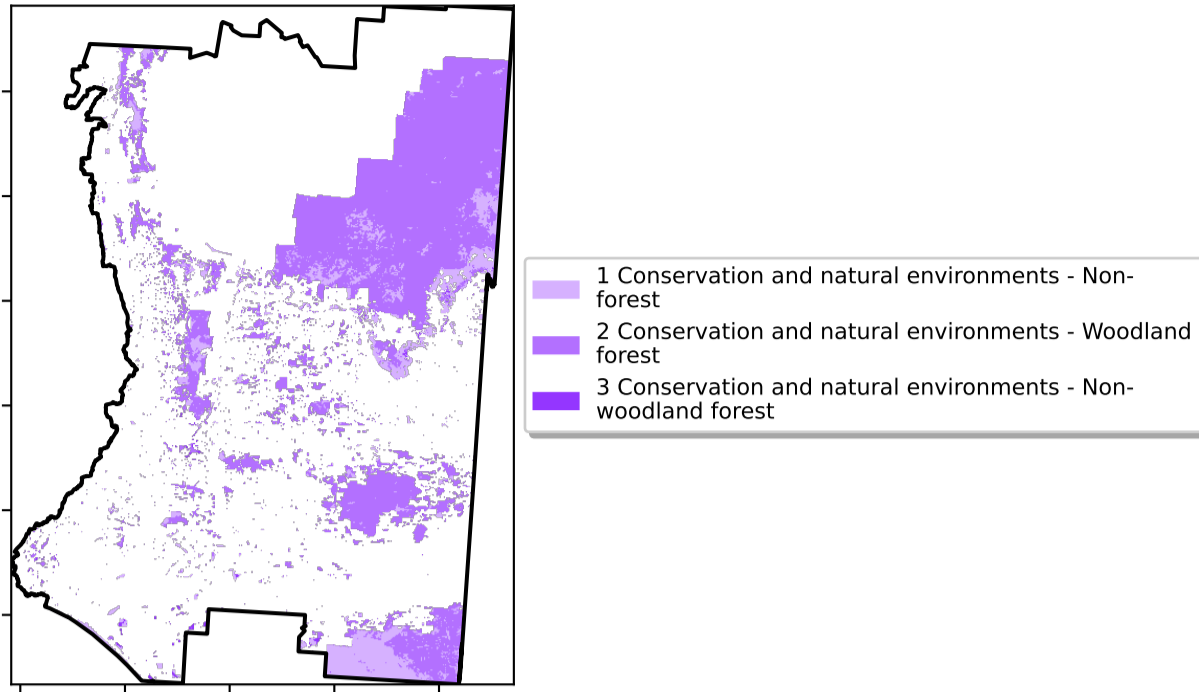 1 Conservation and natural environments - Non-
forest
2 Conservation and natural environments - Woodland
forest
3 Conservation and natural environments - Non-
woodland forest